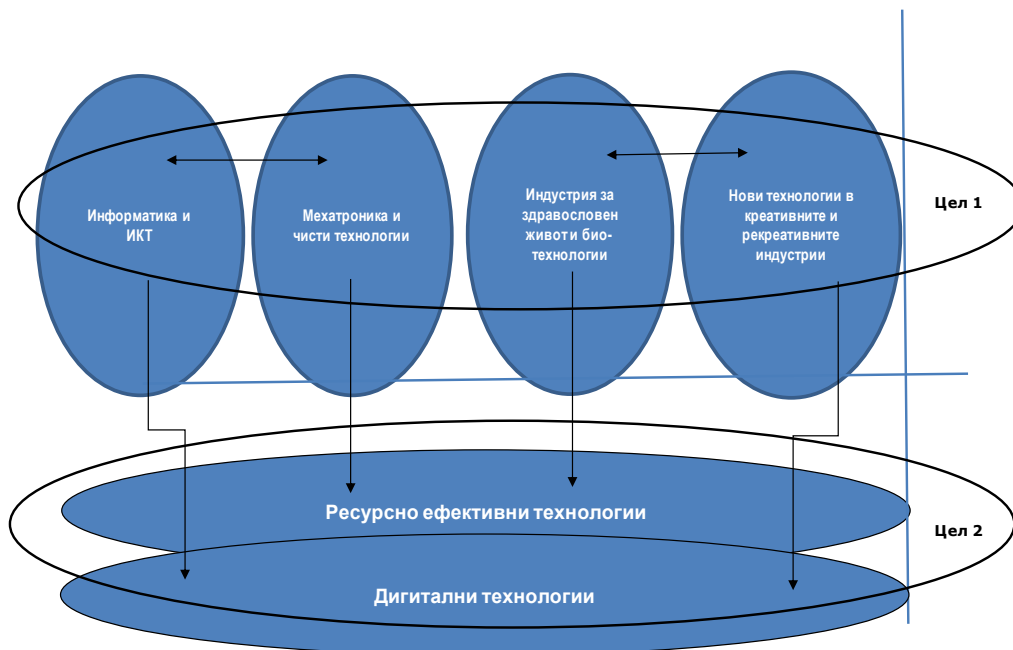 Информатика и
ИКТ
Мехатроника и
чисти технологии
Индустрия за
здравословен
живот и био-
технологии
Нови технологии в
креативните и
рекреативните
индустрии
Цел 1
Ресурсно ефективни технологии
Цел 2
Дигитални технологии